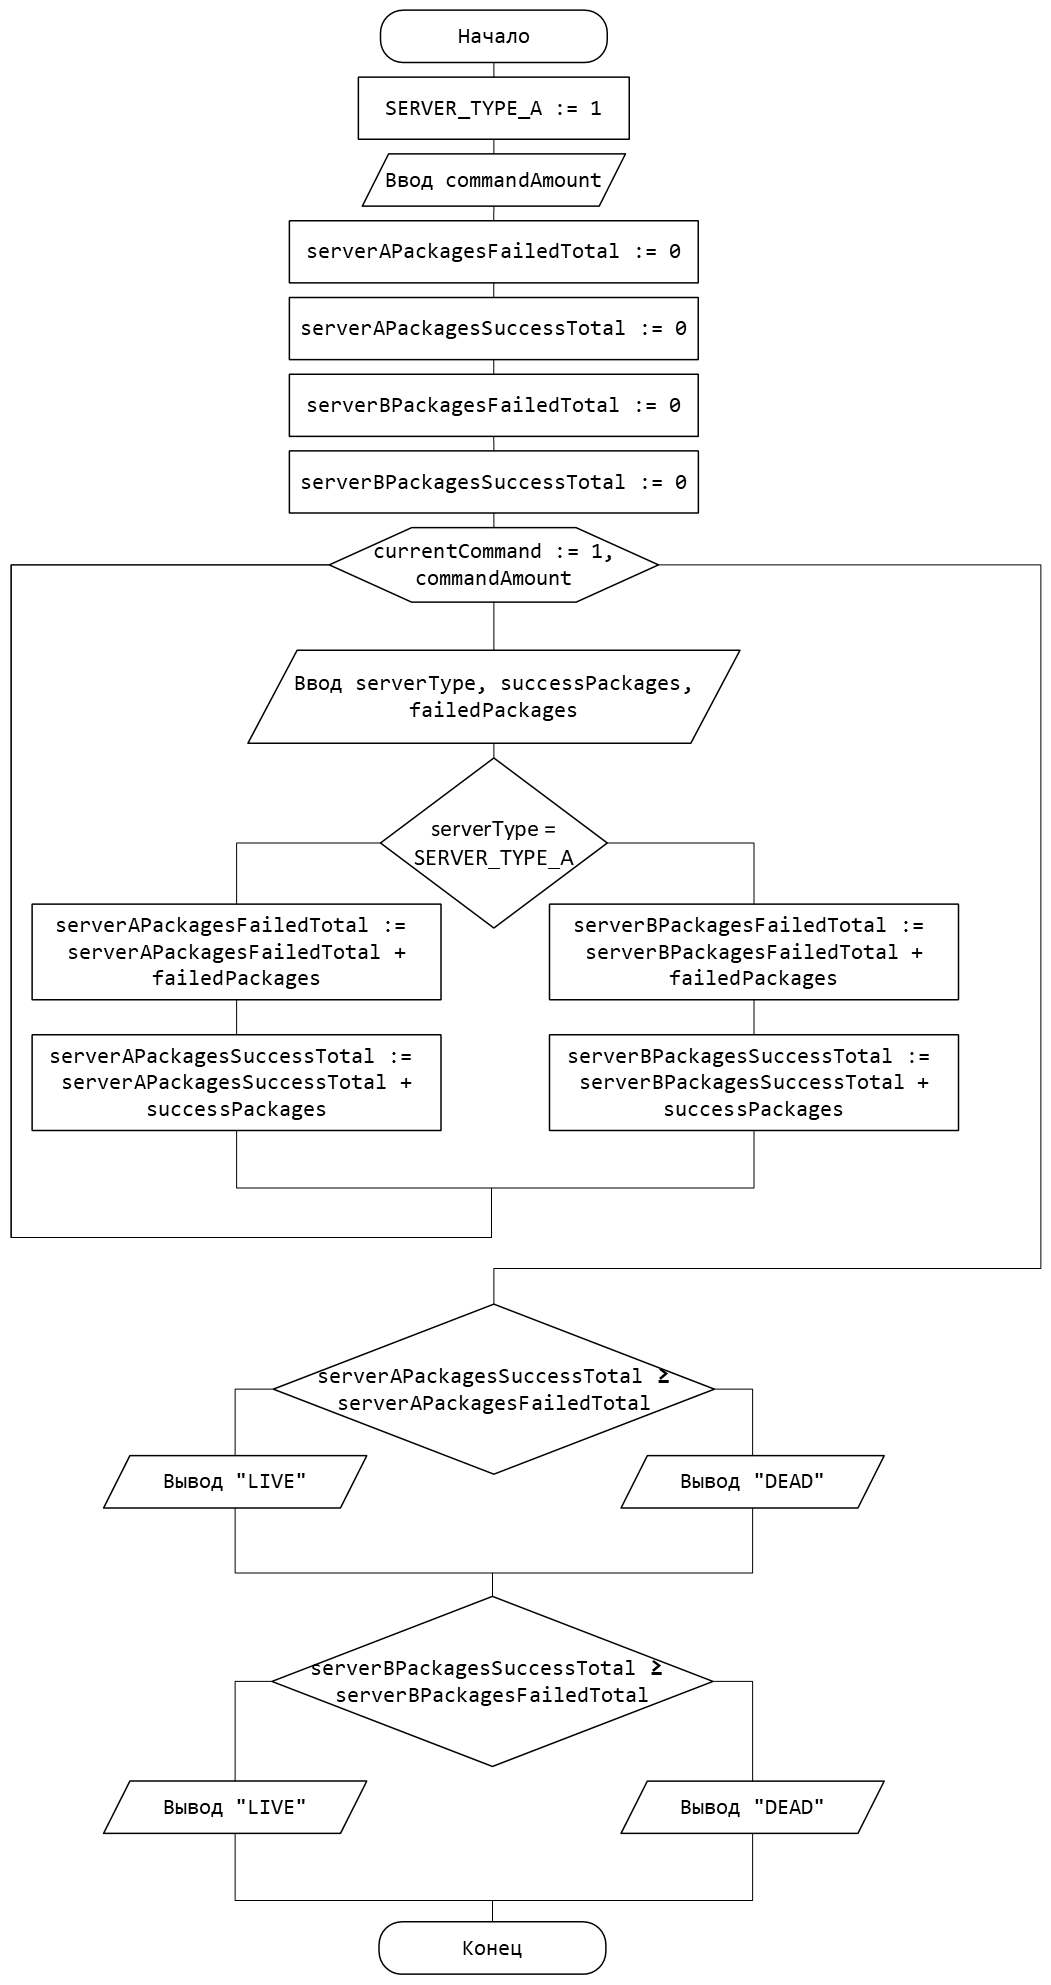 Начало
SERVER_TYPE_A := 1
Ввод commandAmount
serverAPackagesFailedTotal := 0
serverAPackagesSuccessTotal := 0
serverBPackagesFailedTotal := 0
serverBPackagesSuccessTotal := 0
currentCommand := 1,
commandAmount
Ввод serverType, successPackages,
failedPackages
serverType =
SERVER_TYPE_A
serverAPackagesFailedTotal :=
serverAPackagesFailedTotal +
failedPackages
serverBPackagesFailedTotal :=
serverBPackagesFailedTotal +
failedPackages
serverAPackagesSuccessTotal :=
serverAPackagesSuccessTotal +
successPackages
serverBPackagesSuccessTotal :=
serverBPackagesSuccessTotal +
successPackages
serverAPackagesSuccessTotal ≥
serverAPackagesFailedTotal
Вывод "LIVE"
Вывод "DEAD"
serverBPackagesSuccessTotal ≥
serverBPackagesFailedTotal
Вывод "LIVE"
Вывод "DEAD"
Конец